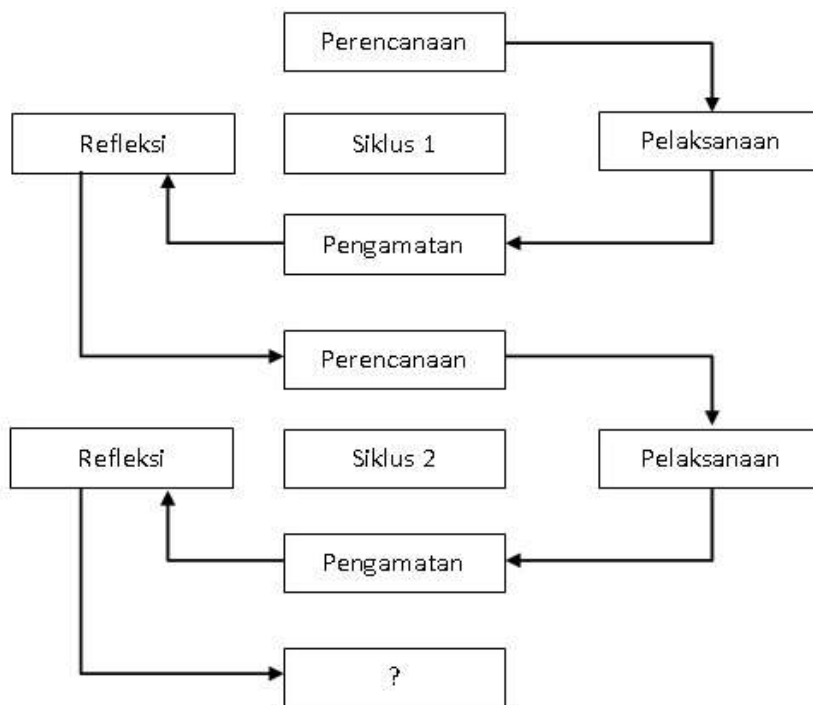 Perencanaan
Refleksi
Siklus 1
Pelaksanaan
Pengamatan
Perencanaan
Refleksi
Siklus 2
Pelaksanaan
Pengamatan
?